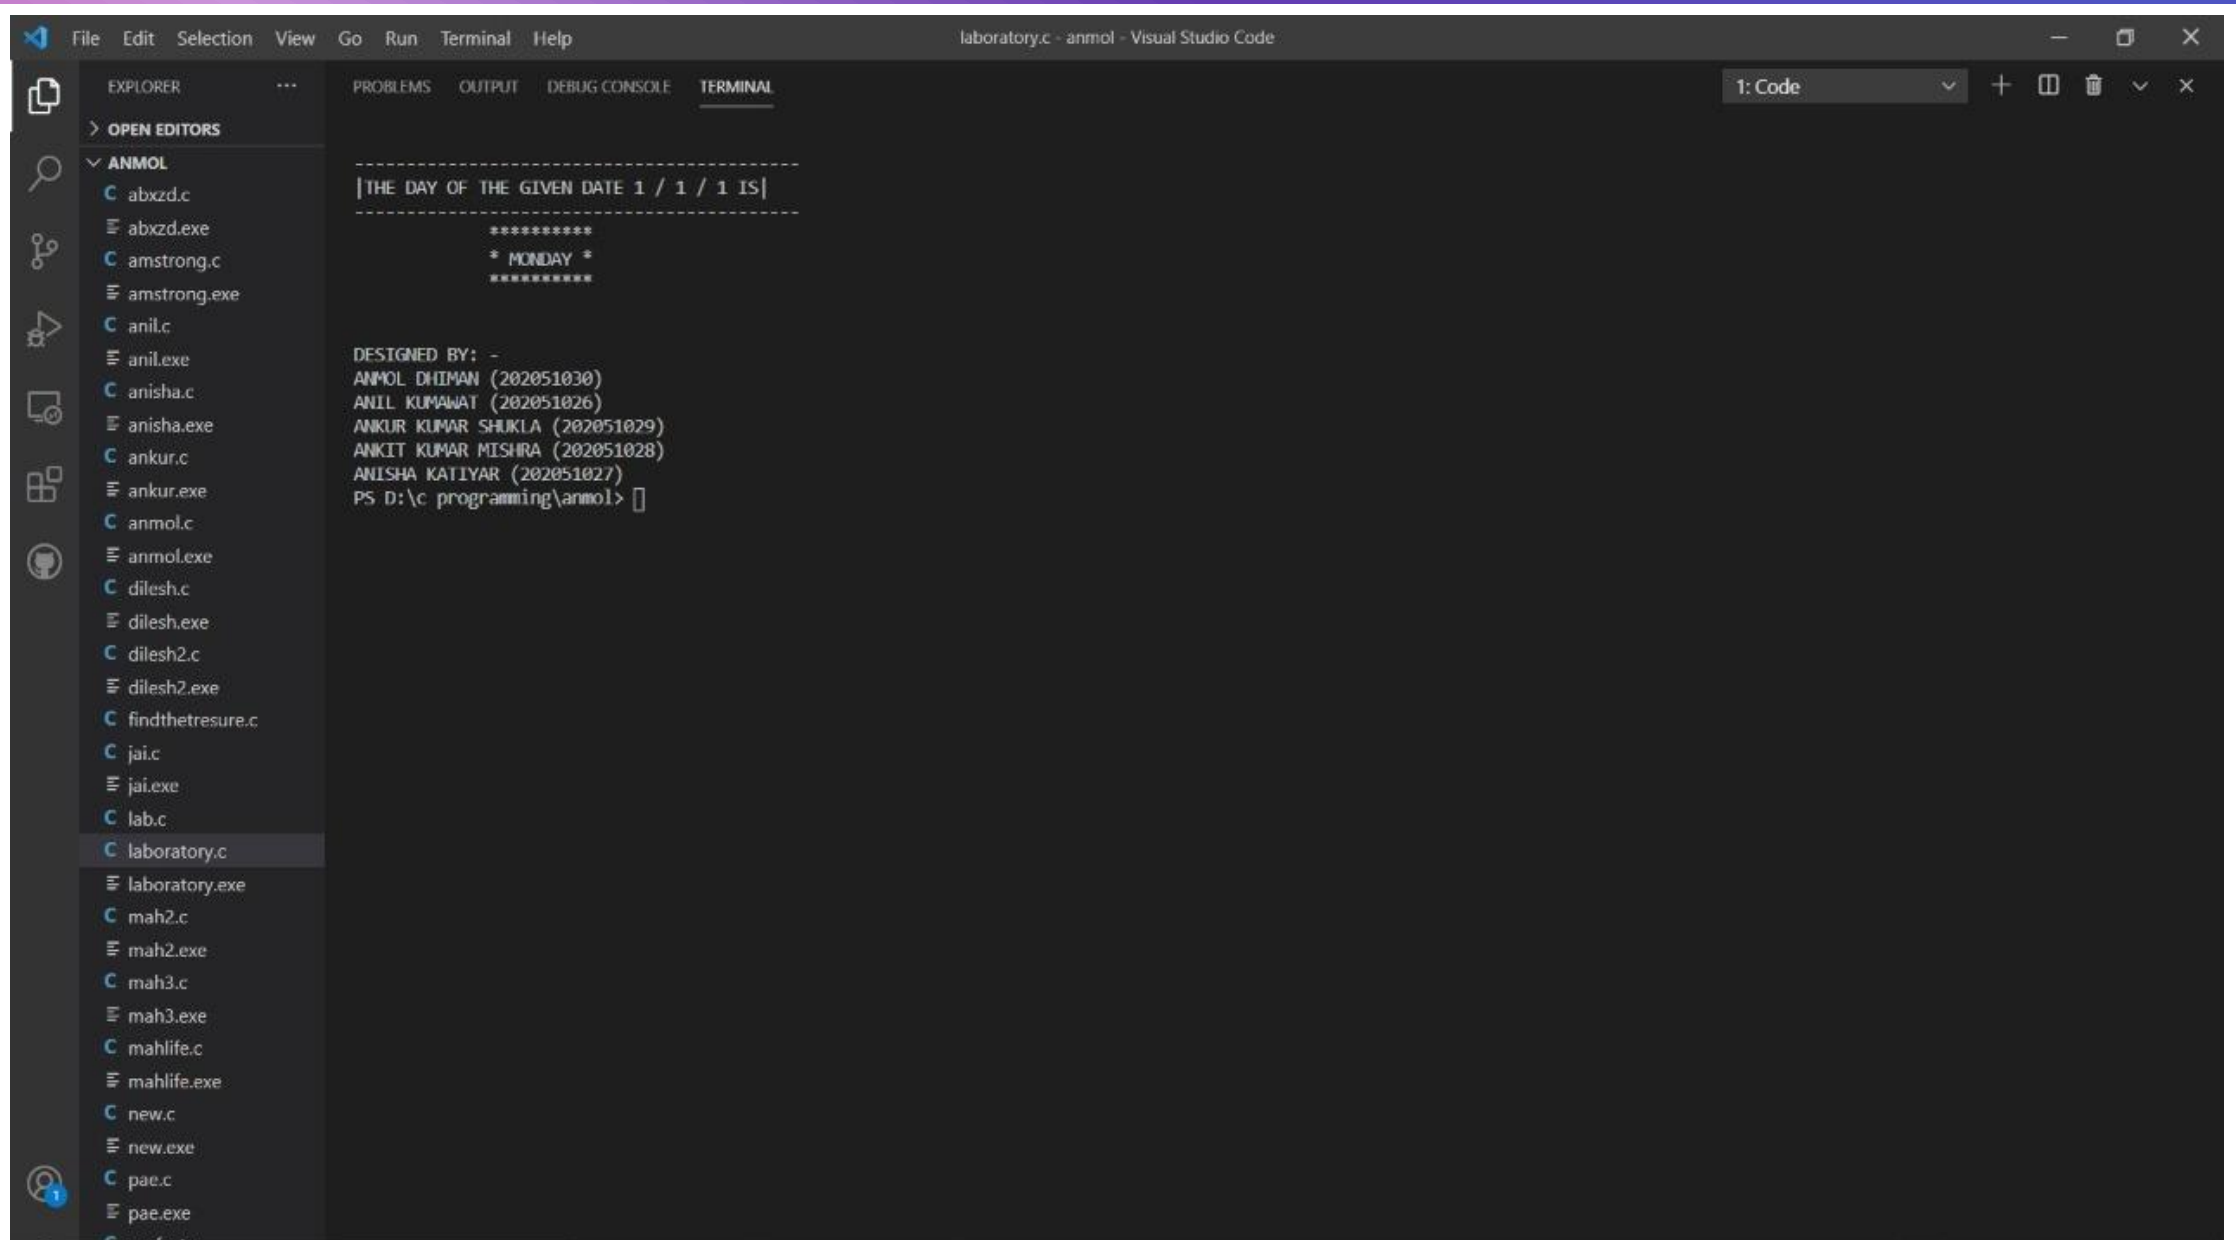 File Edit Selection View Go Run Terminal Help
laboratory.c - anmol - Visual Studio Code
EXPLORER ...
PROBLEMS OUTPUT DEBUG CONSOLE TERMINAL
1: Code
OPEN EDITORS
ANMOL
abxzd.c
abxzd.exe
amstrong.c
amstrong.exe
anil.c
anil.exe
anisha.c
anisha.exe
ankur.c
ankur.exe
anmol.c
anmol.exe
dilesh.c
dilesh.exe
dilesh2.c
dilesh2.exe
findthetresure.c
jai.c
jai.exe
lab.c
laboratory.c
laboratory.exe
mah2.c
mah2.exe
mah3.c
mah3.exe
mahlife.c
mahlife.exe
new.c
new.exe
pae.c
pae.exe
-------------------------------------------
|THE DAY OF THE GIVEN DATE 1 / 1 / 1 IS|
-------------------------------------------
**********
* MONDAY *
**********
DESIGNED BY: -
ANMOL DHIMAN (202051030)
ANIL KUMAWAT (202051026)
ANKUR KUMAR SHUKLA (202051029)
ANKIT KUMAR MISHRA (202051028)
ANISHA KATIYAR (202051027)
PS D:\c programming\anmol>
1